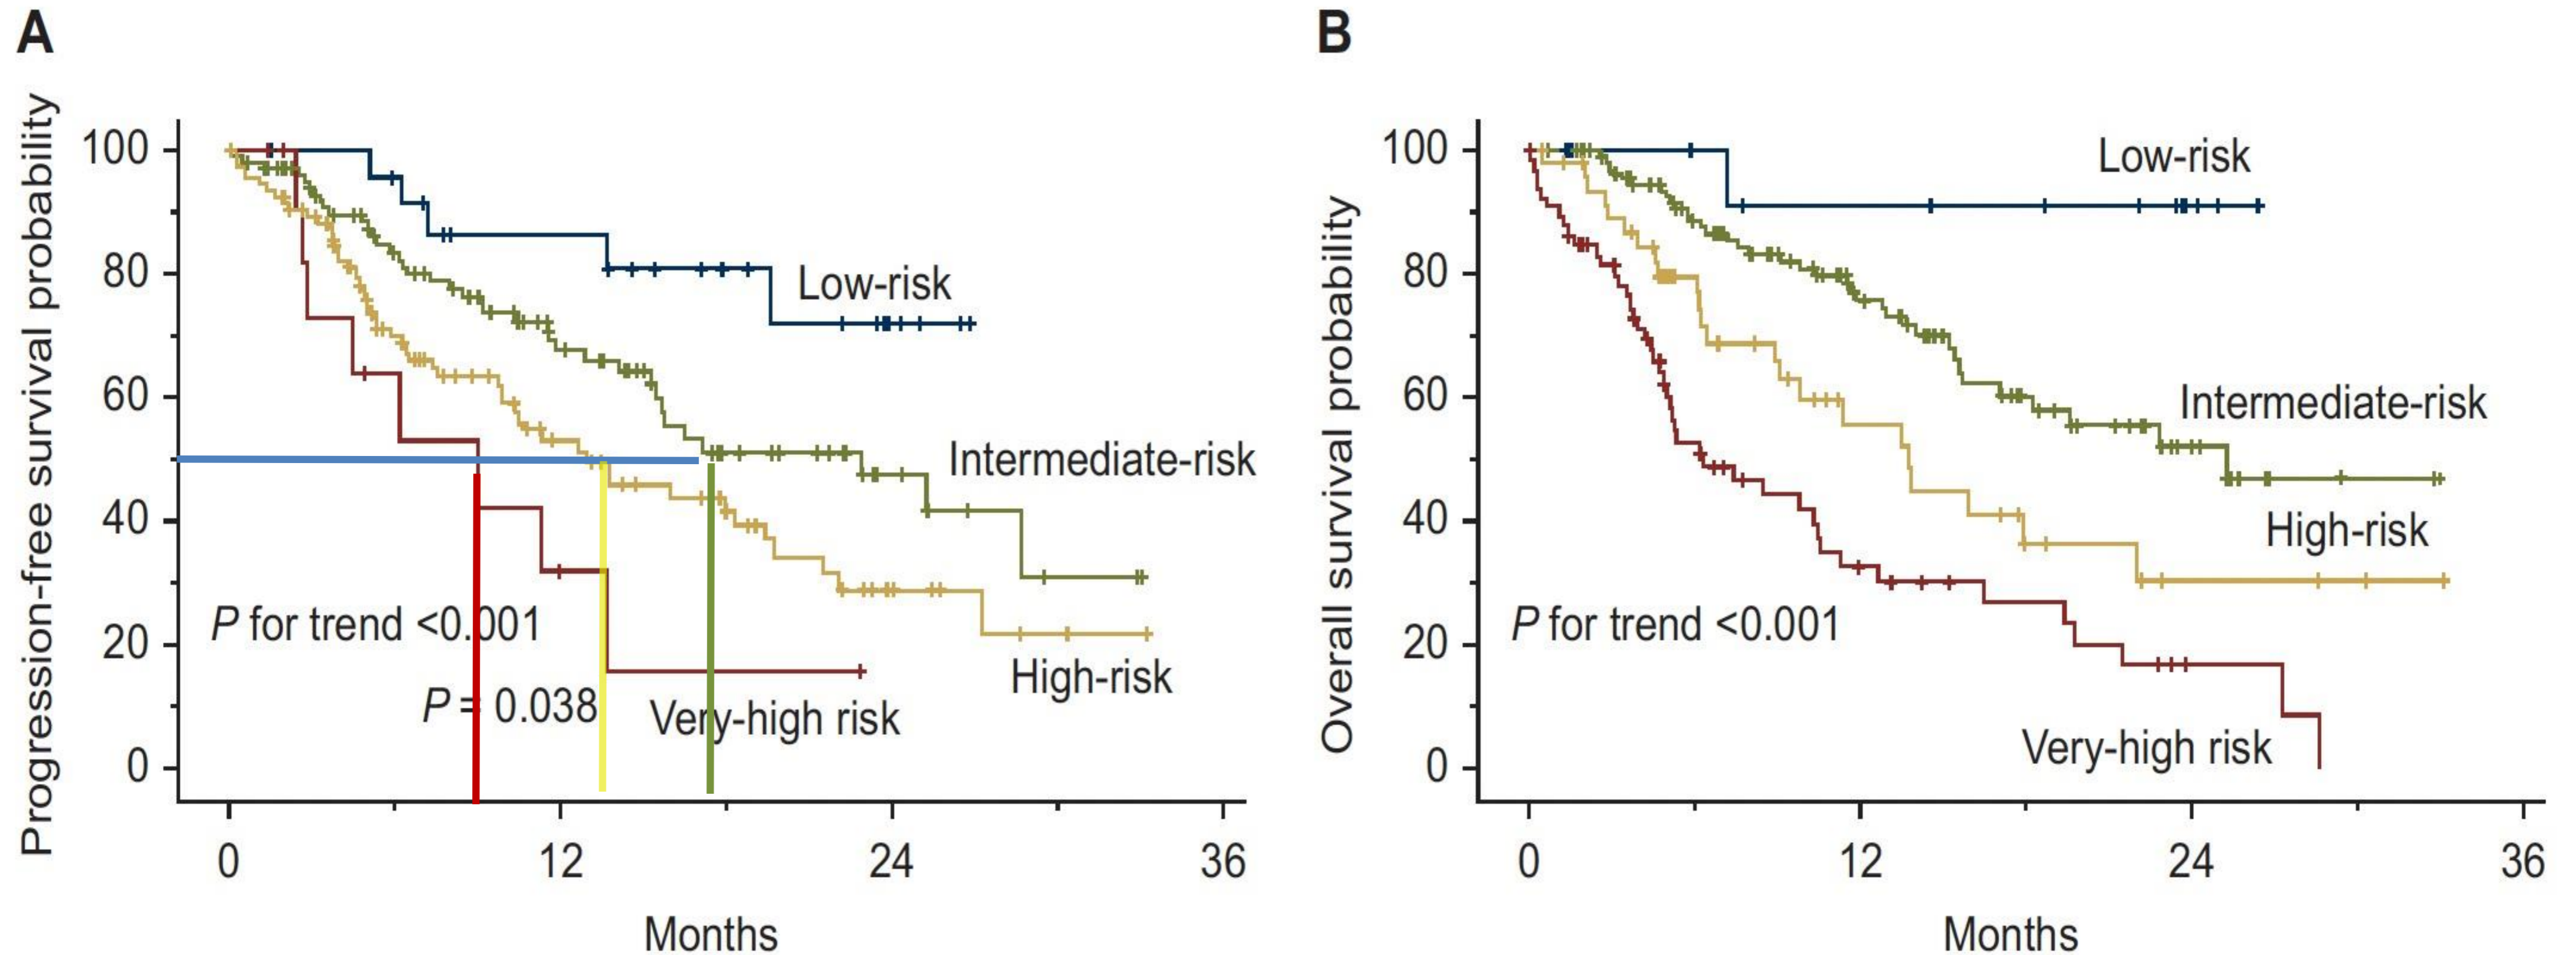 A
Progression-free survival probability
100
80
60
40
20
0
Low-risk
Intermediate-risk
High-risk
Very-high risk
P for trend <0.001
P = 0.038
0 12 24 36
Months
B
Overall survival probability
100
80
60
40
20
0
Low-risk
Intermediate-risk
High-risk
Very-high risk
P for trend <0.001
0 12 24 36
Months